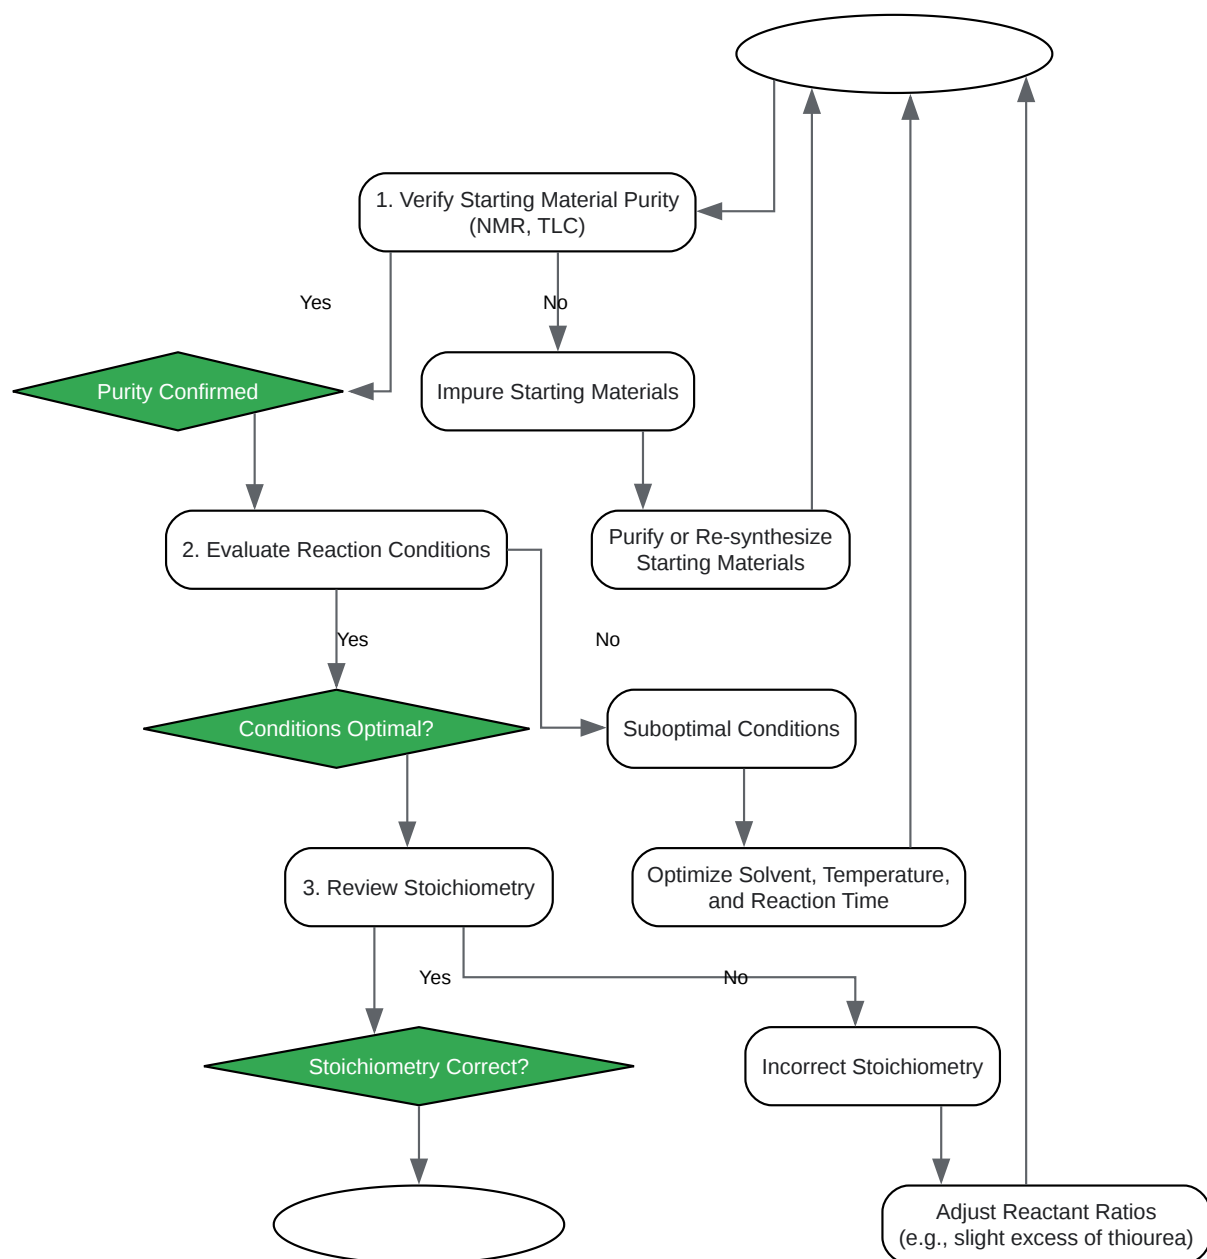 1. Verify Starting Material Purity
(NMR, TLC)
Yes
No
Purity Confirmed
Impure Starting Materials
2. Evaluate Reaction Conditions
Purify or Re-synthesize
Starting Materials
Yes
No
Conditions Optimal?
Suboptimal Conditions
3. Review Stoichiometry
Optimize Solvent, Temperature,
and Reaction Time
Yes
No
Stoichiometry Correct?
Incorrect Stoichiometry
Adjust Reactant Ratios
(e.g., slight excess of thiourea)